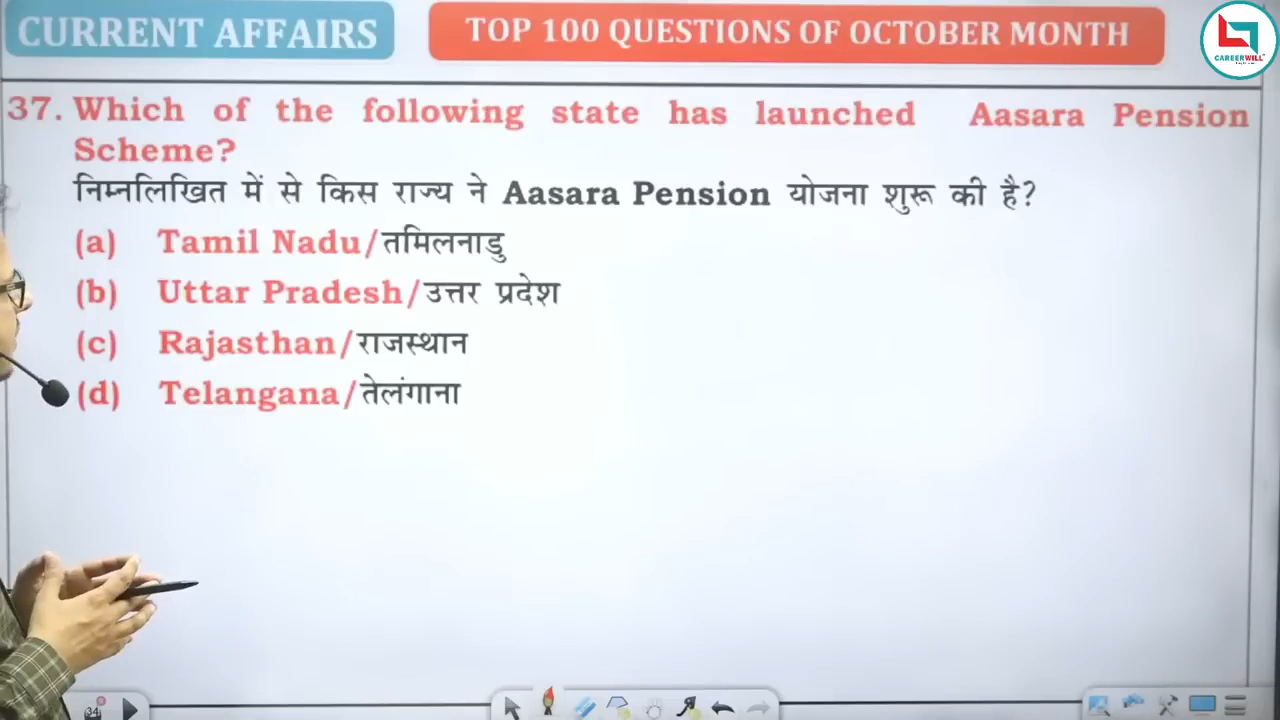 CURRENT AFFAIRS
TOP 100 QUESTIONS OF OCTOBER MONTH
CAREERWILL
37. Which of the following state has launched Aasara Pension
Scheme?
निम्नलिखित में से किस राज्य ने Aasara Pension योजना शुरू की है?
(a) Tamil Nadu/तमिलनाडु
(b) Uttar Pradesh/उत्तर प्रदेश
(c) Rajasthan/राजस्थान
(d) Telangana/तेलंगाना
34